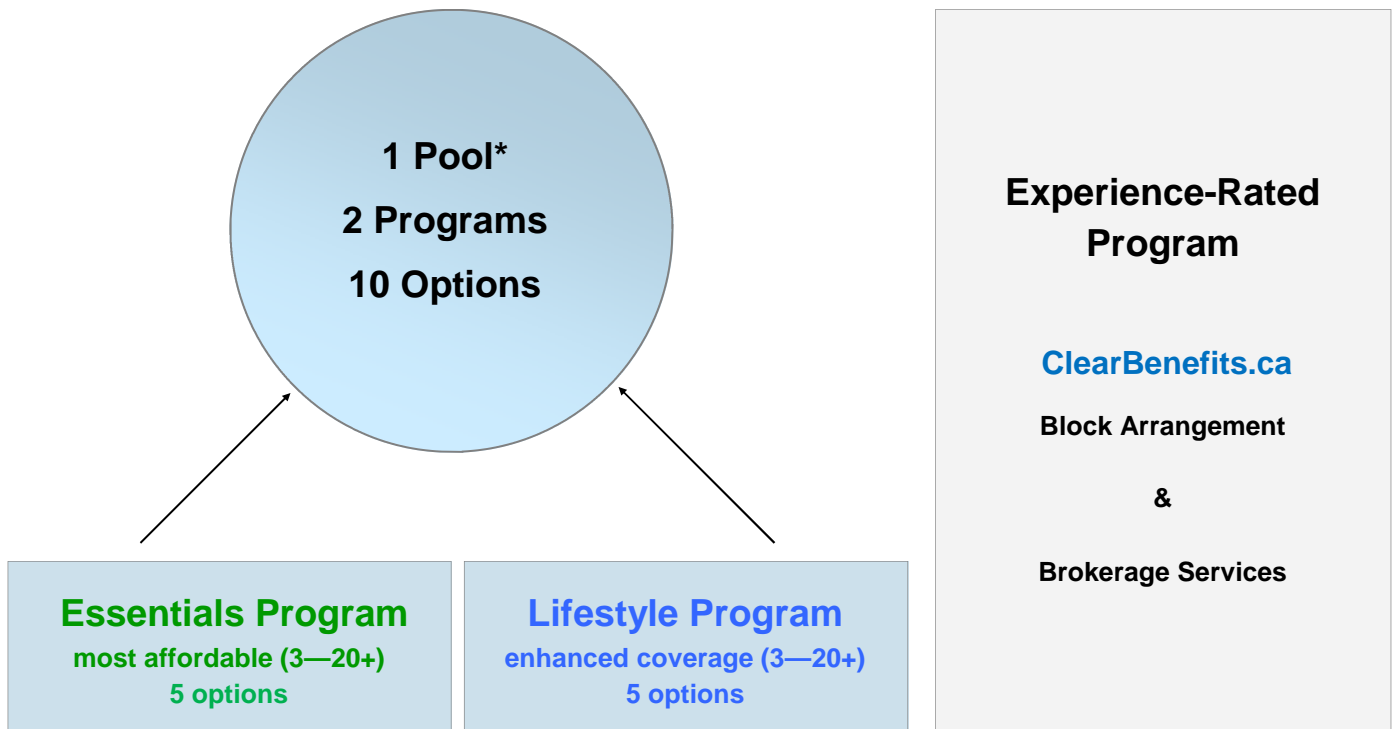 1 Pool*
2 Programs
10 Options
Essentials Program
most affordable (3—20+)
5 options
Lifestyle Program
enhanced coverage (3—20+)
5 options
Experience-Rated
Program
ClearBenefits.ca
Block Arrangement
&
Brokerage Services